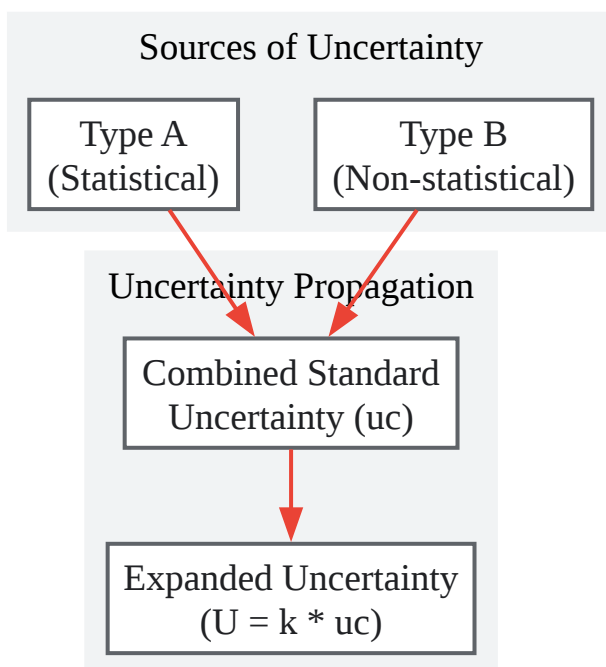 Sources of Uncertainty
Type A
(Statistical)
Type B
(Non-statistical)
Uncertainty Propagation
Combined Standard
Uncertainty (uc)
Expanded Uncertainty
(U = k * uc)